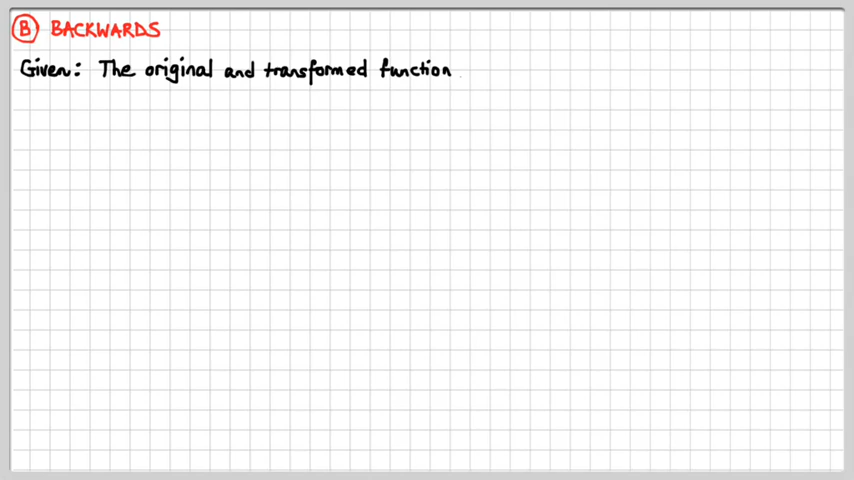 B BACKWARDS
Given: The original and transformed function